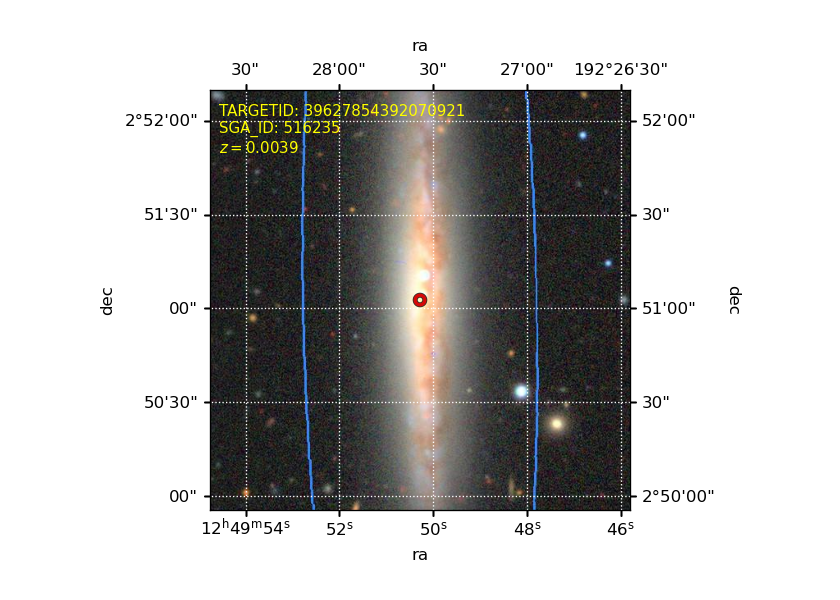 ra
30" 28'00" 30" 27'00" 192°26'30"
TARGETID: 39627854392070921
SGA_ID: 516235
z = 0.0039
2°52'00" 52'00"
51'30" 30"
dec 00" 51'00" dec
50'30" 30"
00" 2°50'00"
12h49m54s 52s 50s 48s 46s
ra